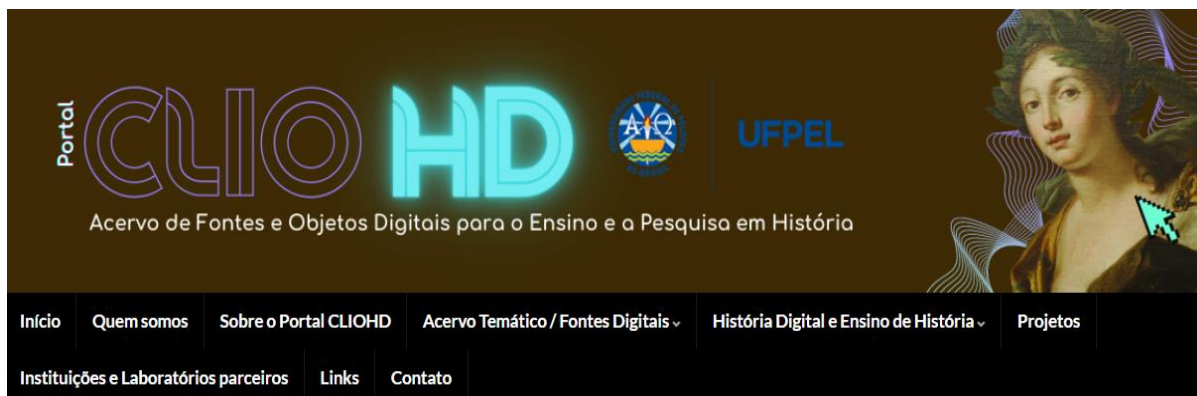 Portal
CLIO HD
UFPEL
Acervo de Fontes e Objetos Digitais para o Ensino e a Pesquisa em História
Início Quem somos Sobre o Portal CLIOHD Acervo Temático / Fontes Digitais História Digital e Ensino de História Projetos
Instituições e Laboratórios parceiros Links Contato